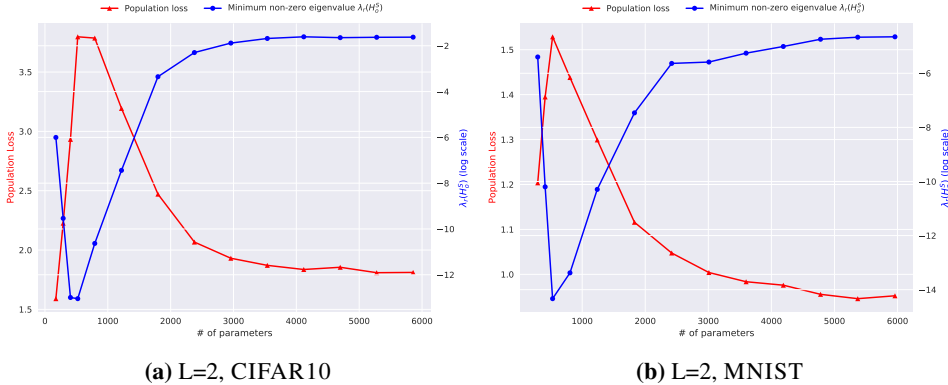 Population loss Minimum non-zero eigenvalue λr(H₀ˢ)
Population loss Minimum non-zero eigenvalue λr(H₀ˢ)
3.5
3.0
2.5
2.0
1.5
Population Loss
0 1000 2000 3000 4000 5000 6000
# of parameters
−2
−4
−6
−8
−10
−12
λr(H₀ˢ) (log scale)
1.5
1.4
1.3
1.2
1.1
1.0
Population Loss
1000 2000 3000 4000 5000 6000
# of parameters
−6
−8
−10
−12
−14
λr(H₀ˢ) (log scale)
(a) L=2, CIFAR10
(b) L=2, MNIST